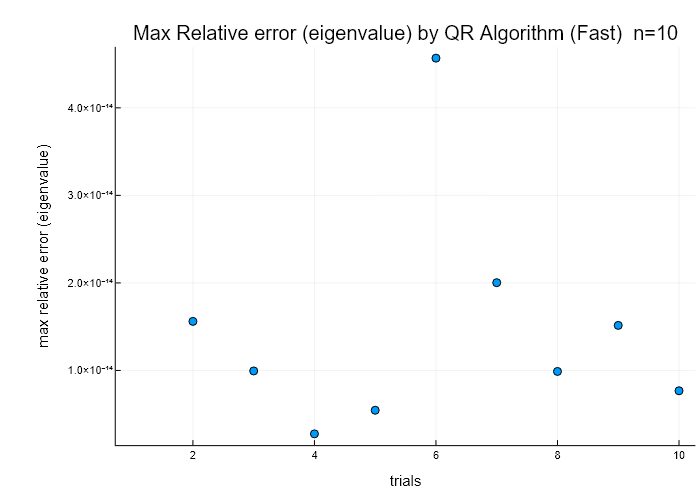 Max Relative error (eigenvalue) by QR Algorithm (Fast)  n=10
max relative error (eigenvalue)
4.0×10⁻¹⁴
3.0×10⁻¹⁴
2.0×10⁻¹⁴
1.0×10⁻¹⁴
2 4 6 8 10
trials